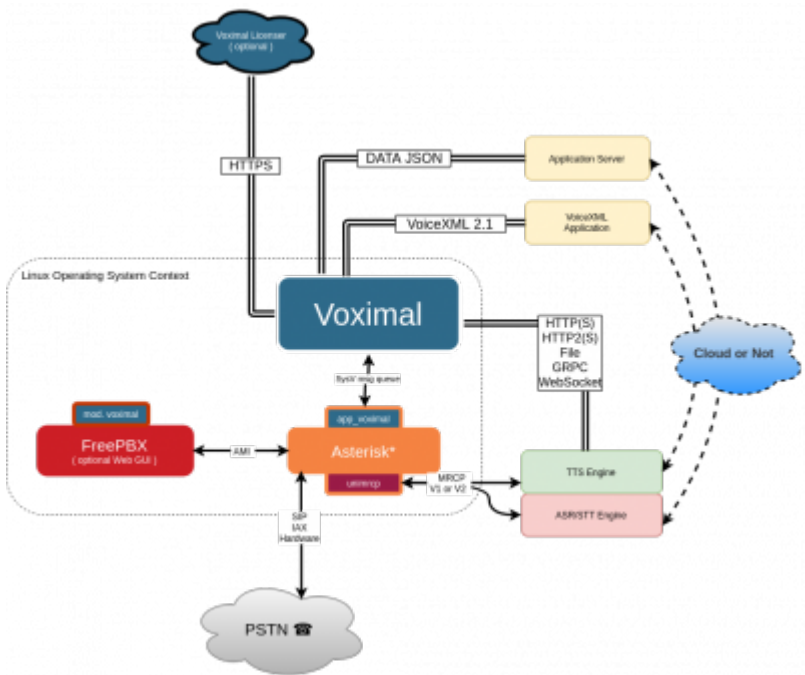 Voximal Licenser
( optional )
HTTPS
DATA JSON
Application Server
VoiceXML 2.1
VoiceXML
Application
Linux Operating System Context
Voximal
HTTP(S)
HTTP2(S)
File
GRPC
WebSocket
Cloud or Not
SysV msg queue
mod. voximal
FreePBX
( optional Web GUI )
AMI
app_voximal
Asterisk*
unimrcp
MRCP
V1 or V2
TTS Engine
ASR/STT Engine
SIP
IAX
Hardware
PSTN ☎